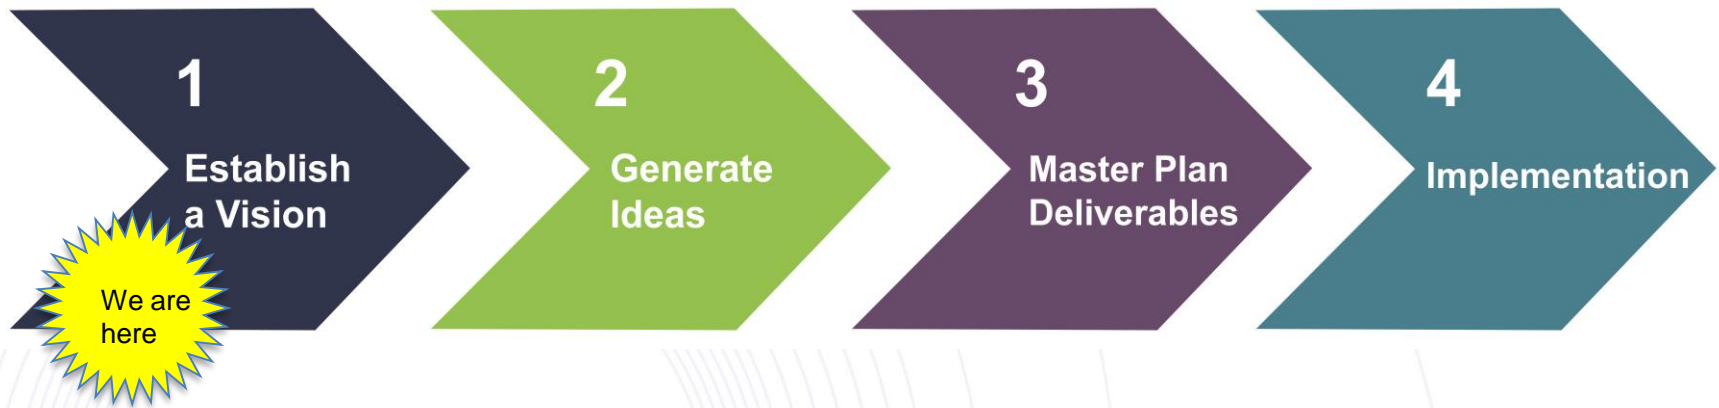 1
Establish
a Vision
2
Generate
Ideas
3
Master Plan
Deliverables
4
Implementation
We are
here